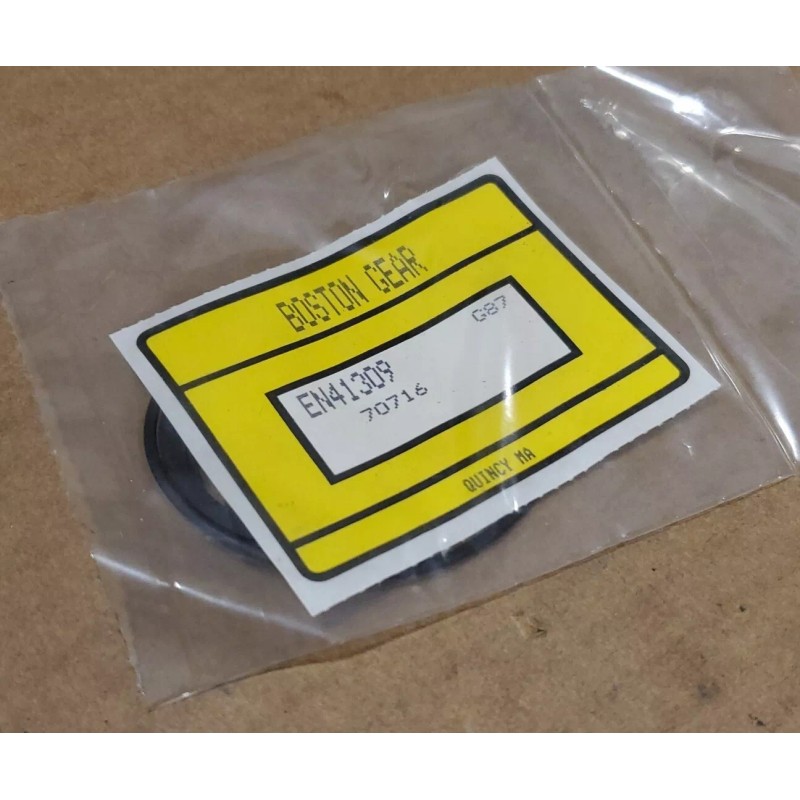 BOSTON GEAR
G87
EN41309
70716
QUINCY MA